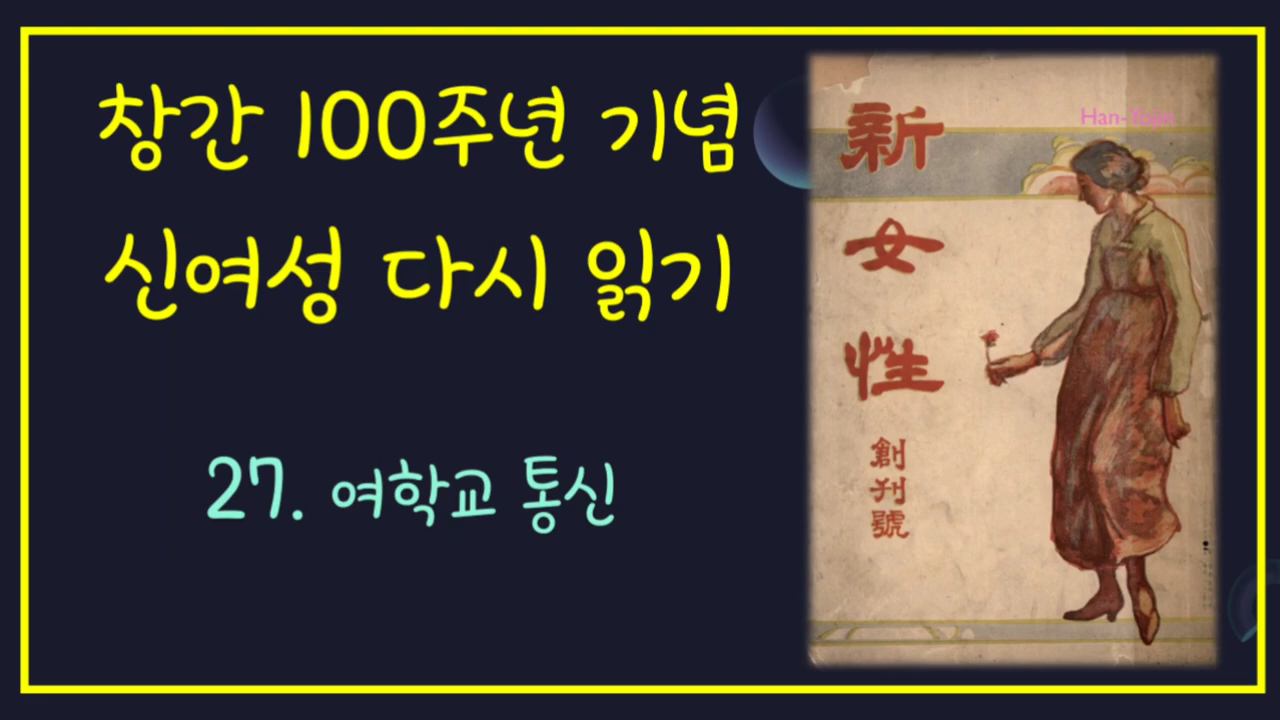 창간 100주년 기념
신여성 다시 읽기
27. 여학교 통신
新女性
創刊號